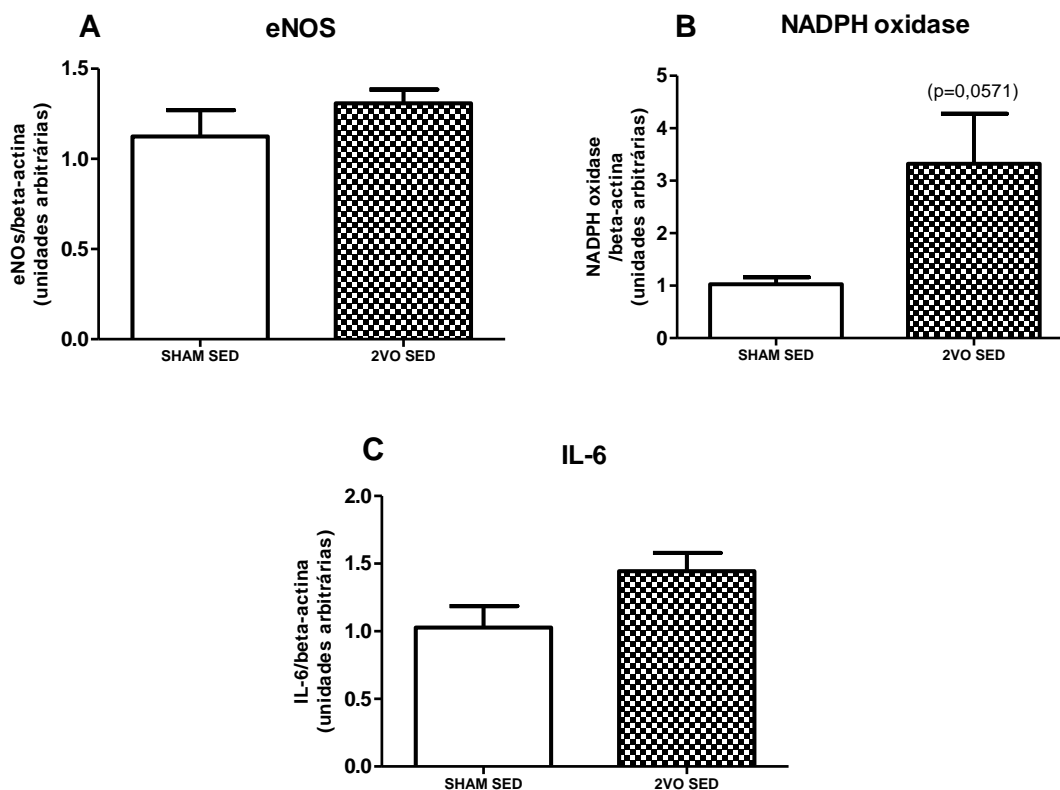 A
eNOS
eNOs/beta-actina
(unidades arbitrárias)
1.5
1.0
0.5
0.0
SHAM SED
2VO SED
B
NADPH oxidase
(p=0,0571)
NADPH oxidase
/beta-actina
(unidades arbitrárias)
5
4
3
2
1
0
SHAM SED
2VO SED
C
IL-6
IL-6/beta-actina
(unidades arbitrárias)
2.0
1.5
1.0
0.5
0.0
SHAM SED
2VO SED